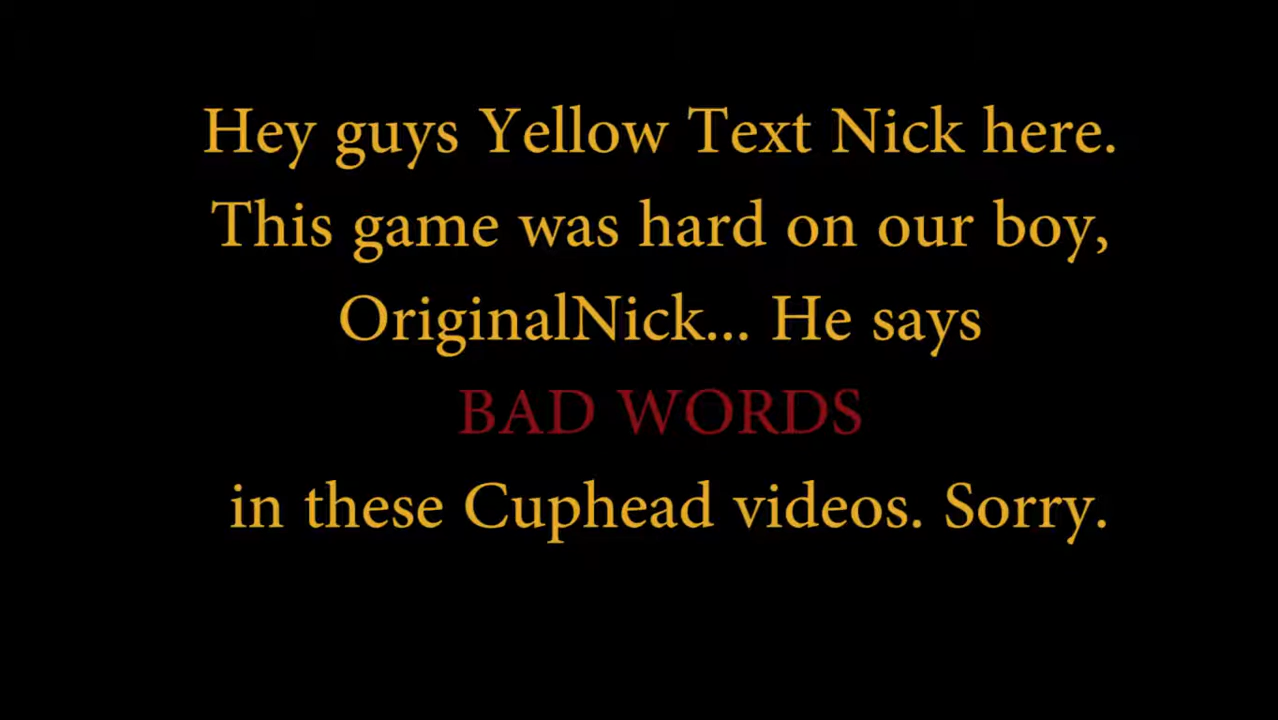 Hey guys Yellow Text Nick here.
This game was hard on our boy,
OriginalNick... He says
BAD WORDS
in these Cuphead videos. Sorry.